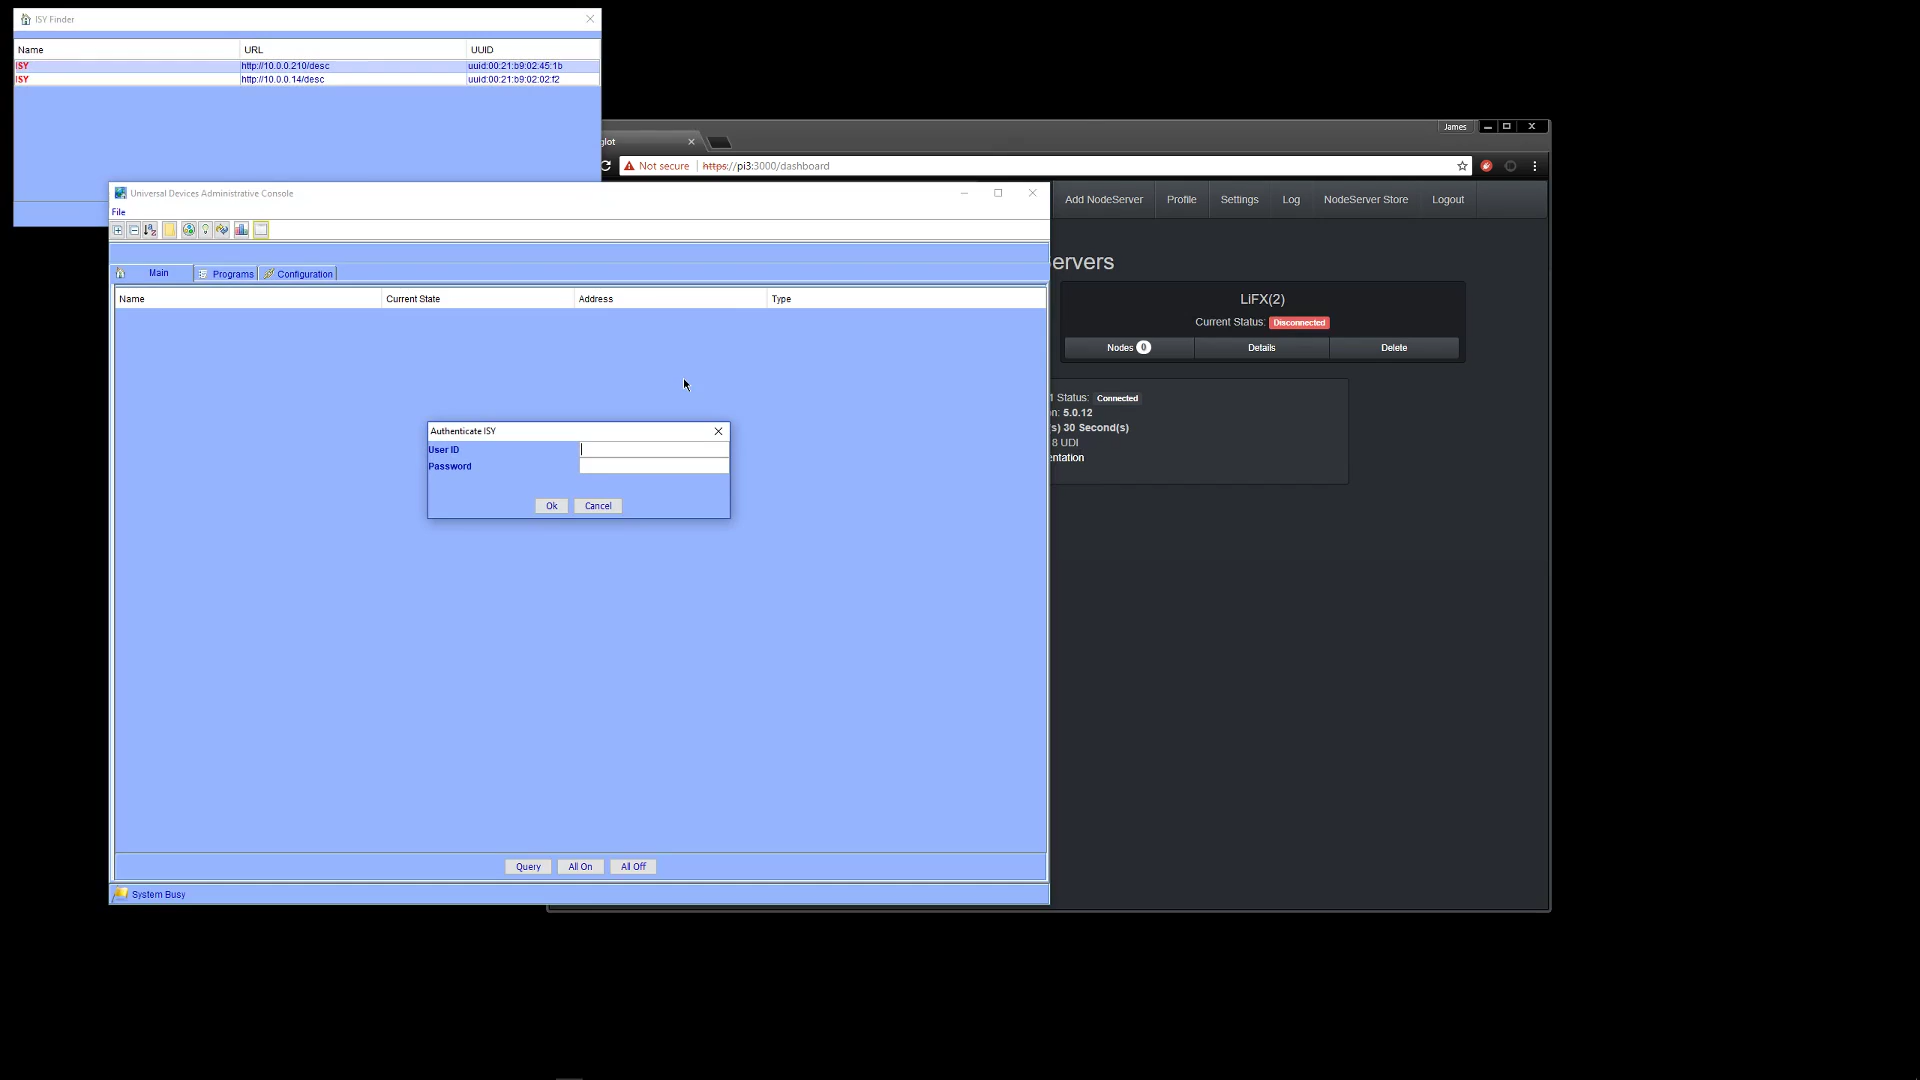 ISY Finder
Name URL UUID
ISY http://10.0.0.210/desc uuid:00:21:b9:02:45:1b
ISY http://10.0.0.14/desc uuid:00:21:b9:02:02:f2
James
glot
Not secure https://pi3:3000/dashboard
Universal Devices Administrative Console
File
Add NodeServer Profile Settings Log NodeServer Store Logout
Main Programs Configuration
Name Current State Address Type
ervers
LiFX(2)
Current Status: Disconnected
Nodes 0 Details Delete
Status: Connected
n: 5.0.12
s) 30 Second(s)
8 UDI
entation
Authenticate ISY
User ID
Password
Ok Cancel
Query All On All Off
System Busy